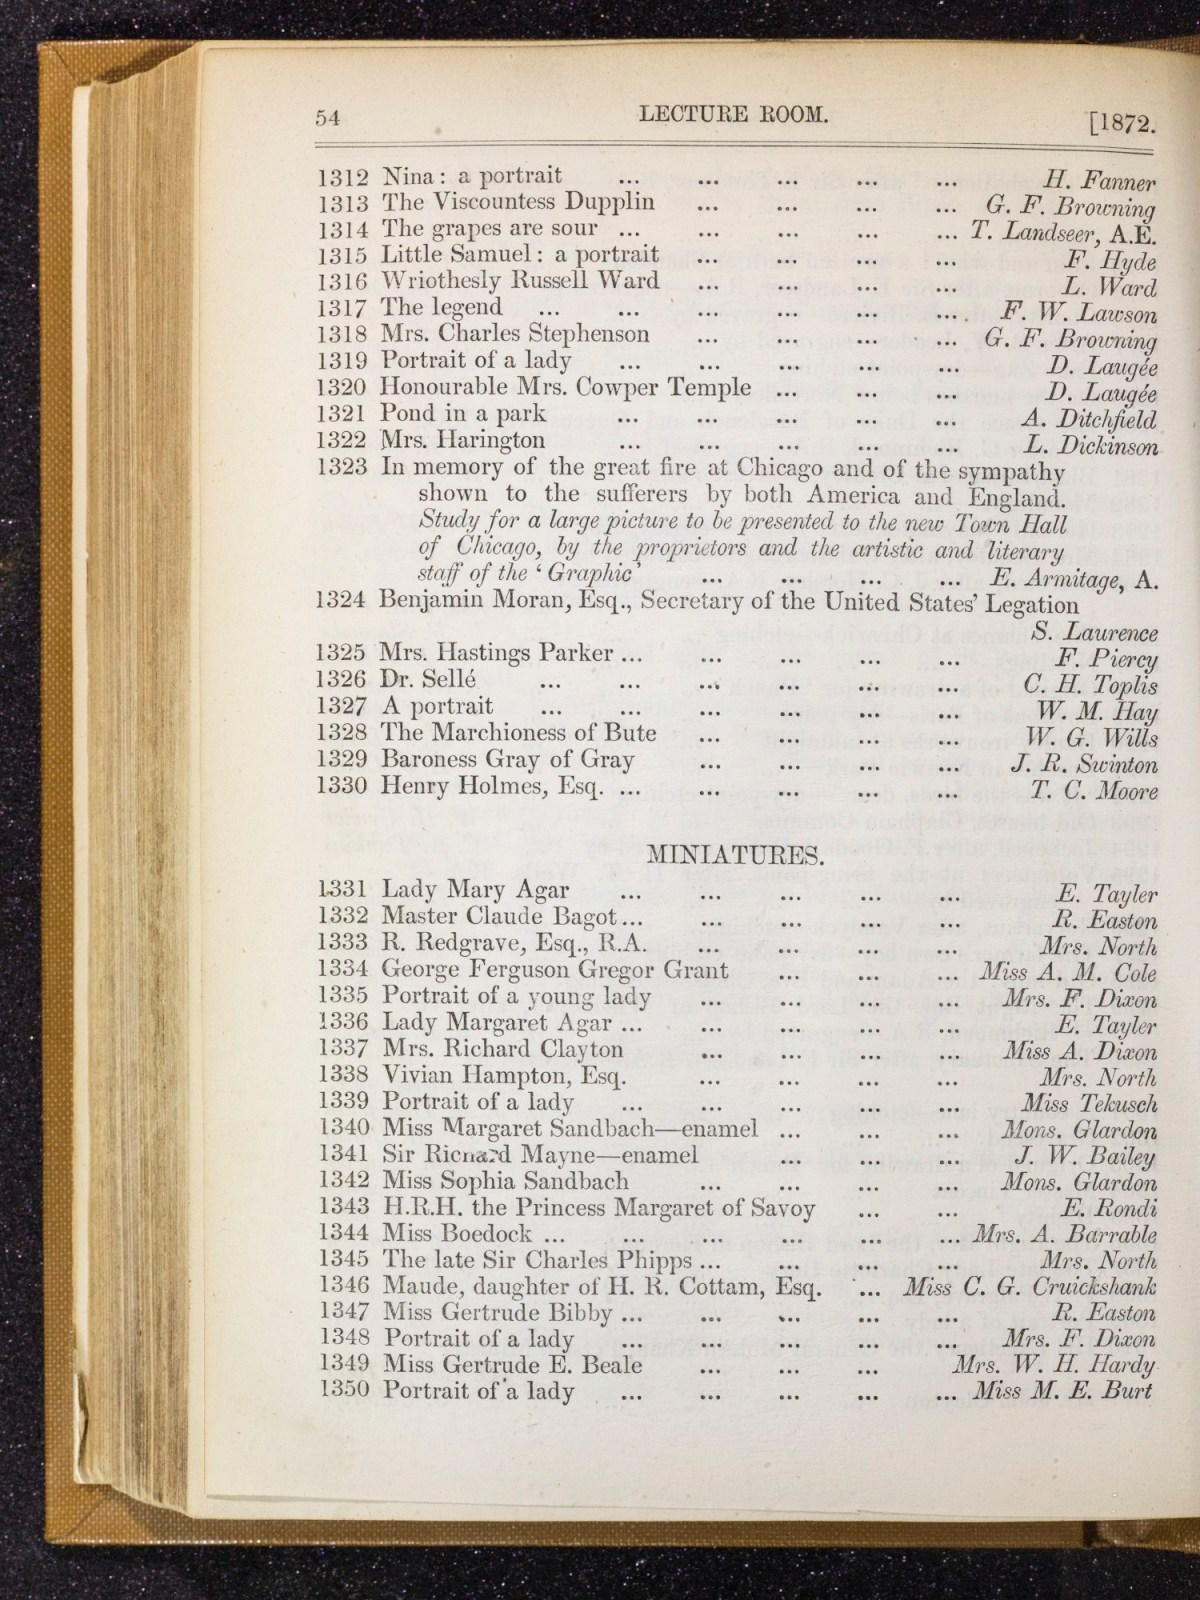 54 LECTURE ROOM. [1872.
1312 Nina: a portrait ... ... ... ... ... H. Fanner
1313 The Viscountess Dupplin ... ... ... ... G. F. Browning
1314 The grapes are sour ... ... ... ... ... T. Landseer, A.E.
1315 Little Samuel: a portrait ... ... ... ... F. Hyde
1316 Wriothesly Russell Ward ... ... ... ... L. Ward
1317 The legend ... ... ... ... ... ... F. W. Lawson
1318 Mrs. Charles Stephenson ... ... ... ... G. F. Browning
1319 Portrait of a lady ... ... ... ... ... D. Laugée
1320 Honourable Mrs. Cowper Temple ... ... ... D. Laugée
1321 Pond in a park ... ... ... ... ... A. Ditchfield
1322 Mrs. Harington ... ... ... ... ... L. Dickinson
1323 In memory of the great fire at Chicago and of the sympathy
shown to the sufferers by both America and England.
Study for a large picture to be presented to the new Town Hall
of Chicago, by the proprietors and the artistic and literary
staff of the ‘Graphic’ ... ... ... ... E. Armitage, A.
1324 Benjamin Moran, Esq., Secretary of the United States’ Legation
S. Laurence
1325 Mrs. Hastings Parker ... ... ... ... ... F. Piercy
1326 Dr. Sellé ... ... ... ... ... ... C. H. Toplis
1327 A portrait ... ... ... ... ... ... W. M. Hay
1328 The Marchioness of Bute ... ... ... ... W. G. Wills
1329 Baroness Gray of Gray ... ... ... ... J. R. Swinton
1330 Henry Holmes, Esq. ... ... ... ... ... T. C. Moore
MINIATURES.
1331 Lady Mary Agar ... ... ... ... ... E. Tayler
1332 Master Claude Bagot ... ... ... ... ... R. Easton
1333 R. Redgrave, Esq., R.A. ... ... ... ... Mrs. North
1334 George Ferguson Gregor Grant ... ... ... Miss A. M. Cole
1335 Portrait of a young lady ... ... ... ... Mrs. F. Dixon
1336 Lady Margaret Agar ... ... ... ... ... E. Tayler
1337 Mrs. Richard Clayton ... ... ... ... Miss A. Dixon
1338 Vivian Hampton, Esq. ... ... ... ... Mrs. North
1339 Portrait of a lady ... ... ... ... ... Miss Tekusch
1340 Miss Margaret Sandbach—enamel ... ... ... Mons. Glardon
1341 Sir Richard Mayne—enamel ... ... ... J. W. Bailey
1342 Miss Sophia Sandbach ... ... ... ... Mons. Glardon
1343 H.R.H. the Princess Margaret of Savoy ... ... E. Rondi
1344 Miss Boedock ... ... ... ... ... ... Mrs. A. Barrable
1345 The late Sir Charles Phipps ... ... ... ... Mrs. North
1346 Maude, daughter of H. R. Cottam, Esq. ... Miss C. G. Cruickshank
1347 Miss Gertrude Bibby ... ... ... ... ... R. Easton
1348 Portrait of a lady ... ... ... ... ... Mrs. F. Dixon
1349 Miss Gertrude E. Beale ... ... ... Mrs. W. H. Hardy
1350 Portrait of a lady ... ... ... ... ... Miss M. E. Burt